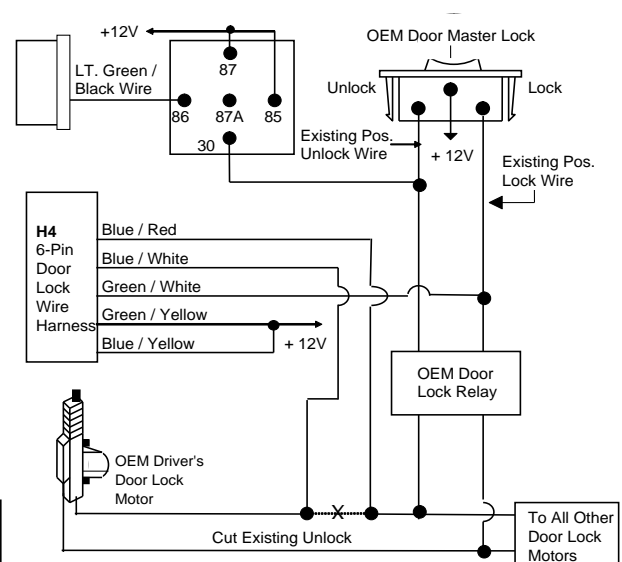 +12V
OEM Door Master Lock
LT. Green /
Black Wire
87
86
87A
85
30
Unlock
Lock
+ 12V
Existing Pos.
Unlock Wire
Existing Pos.
Lock Wire
H4
6-Pin
Door
Lock
Wire
Harness
Blue / Red
Blue / White
Green / White
Green / Yellow
Blue / Yellow
+ 12V
OEM Door
Lock Relay
OEM Driver's
Door Lock
Motor
X
Cut Existing Unlock
To All Other
Door Lock
Motors